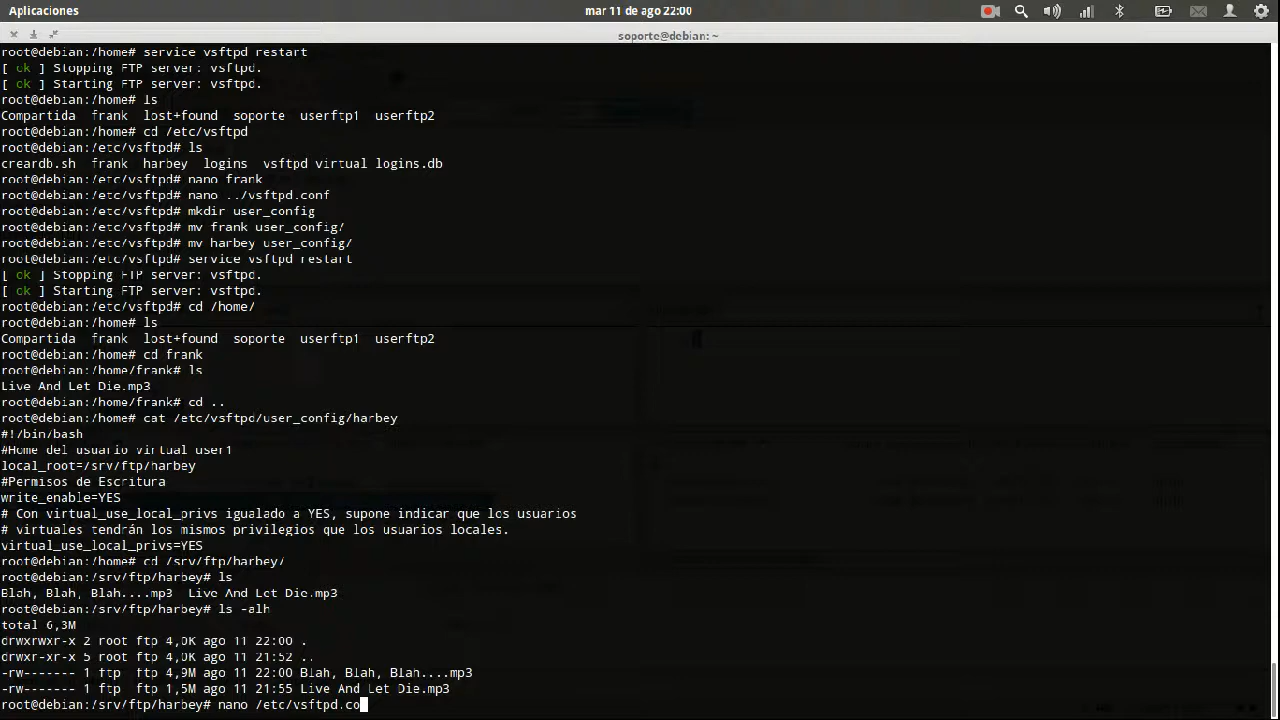 Aplicaciones
mar 11 de ago 22:00
soporte@debian: ~
root@debian:/home# service vsftpd restart
[ ok ] Stopping FTP server: vsftpd.
[ ok ] Starting FTP server: vsftpd.
root@debian:/home# ls
Compartida  frank  lost+found  soporte  userftp1  userftp2
root@debian:/home# cd /etc/vsftpd
root@debian:/etc/vsftpd# ls
creardb.sh  frank  harbey  logins  vsftpd virtual logins.db
root@debian:/etc/vsftpd# nano frank
root@debian:/etc/vsftpd# nano ../vsftpd.conf
root@debian:/etc/vsftpd# mkdir user_config
root@debian:/etc/vsftpd# mv frank user_config/
root@debian:/etc/vsftpd# mv harbey user_config/
root@debian:/etc/vsftpd# service vsftpd restart
[ ok ] Stopping FTP server: vsftpd.
[ ok ] Starting FTP server: vsftpd.
root@debian:/etc/vsftpd# cd /home/
root@debian:/home# ls
Compartida  frank  lost+found  soporte  userftp1  userftp2
root@debian:/home# cd frank
root@debian:/home/frank# ls
Live And Let Die.mp3
root@debian:/home/frank# cd ..
root@debian:/home# cat /etc/vsftpd/user_config/harbey
#!/bin/bash
#Home del usuario virtual user1
local_root=/srv/ftp/harbey
#Permisos de Escritura
write_enable=YES
# Con virtual_use_local_privs igualado a YES, supone indicar que los usuarios
# virtuales tendrán los mismos privilegios que los usuarios locales.
virtual_use_local_privs=YES
root@debian:/home# cd /srv/ftp/harbey/
root@debian:/srv/ftp/harbey# ls
Blah, Blah, Blah....mp3  Live And Let Die.mp3
root@debian:/srv/ftp/harbey# ls -alh
total 6,3M
drwxrwxr-x 2 root ftp 4,0K ago 11 22:00 .
drwxr-xr-x 5 root ftp 4,0K ago 11 21:52 ..
-rw------- 1 ftp  ftp 4,9M ago 11 22:00 Blah, Blah, Blah....mp3
-rw------- 1 ftp  ftp 1,5M ago 11 21:55 Live And Let Die.mp3
root@debian:/srv/ftp/harbey# nano /etc/vsftpd.co